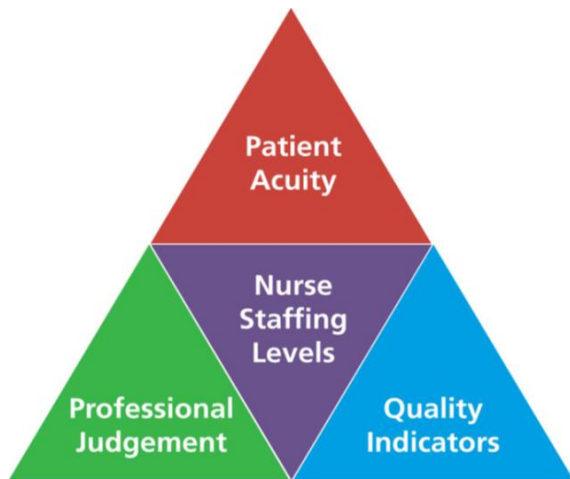 Patient
Acuity
Nurse
Staffing
Levels
Professional
Judgement
Quality
Indicators